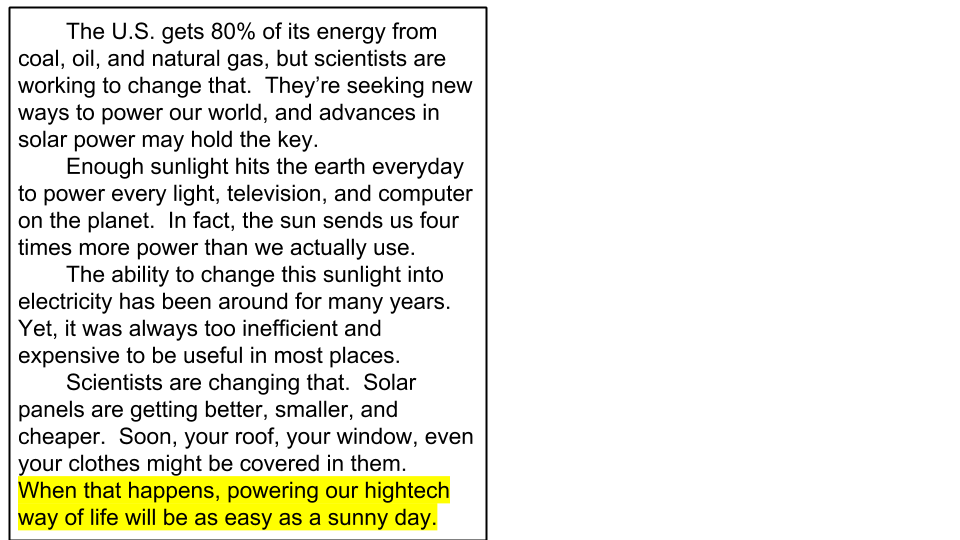 The U.S. gets 80% of its energy from
coal, oil, and natural gas, but scientists are
working to change that.  They’re seeking new
ways to power our world, and advances in
solar power may hold the key.
Enough sunlight hits the earth everyday
to power every light, television, and computer
on the planet.  In fact, the sun sends us four
times more power than we actually use.
The ability to change this sunlight into
electricity has been around for many years.
Yet, it was always too inefficient and
expensive to be useful in most places.
Scientists are changing that.  Solar
panels are getting better, smaller, and
cheaper.  Soon, your roof, your window, even
your clothes might be covered in them.
When that happens, powering our hightech
way of life will be as easy as a sunny day.